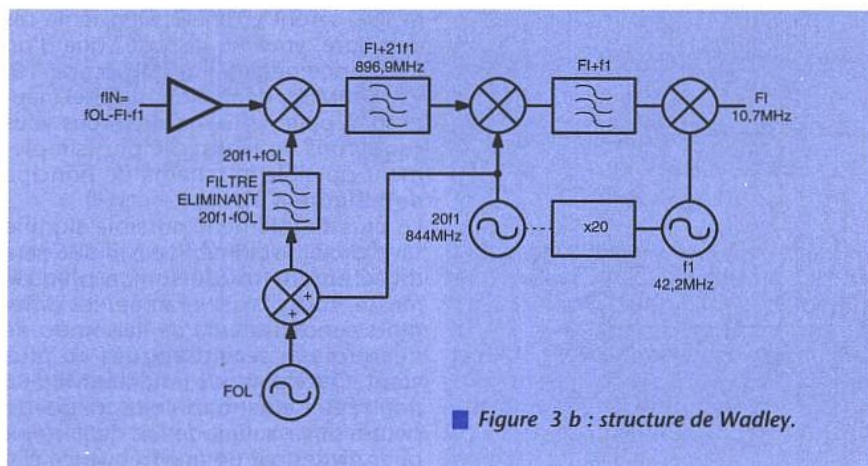 FI+21f1
896,9MHz
FI+f1
fIN=
fOL-FI-f1
FI
10,7MHz
20f1+fOL
FILTRE
ELIMINANT
20f1-fOL
20f1
844MHz
x20
f1
42,2MHz
+
+
FOL
Figure 3 b : structure de Wadley.